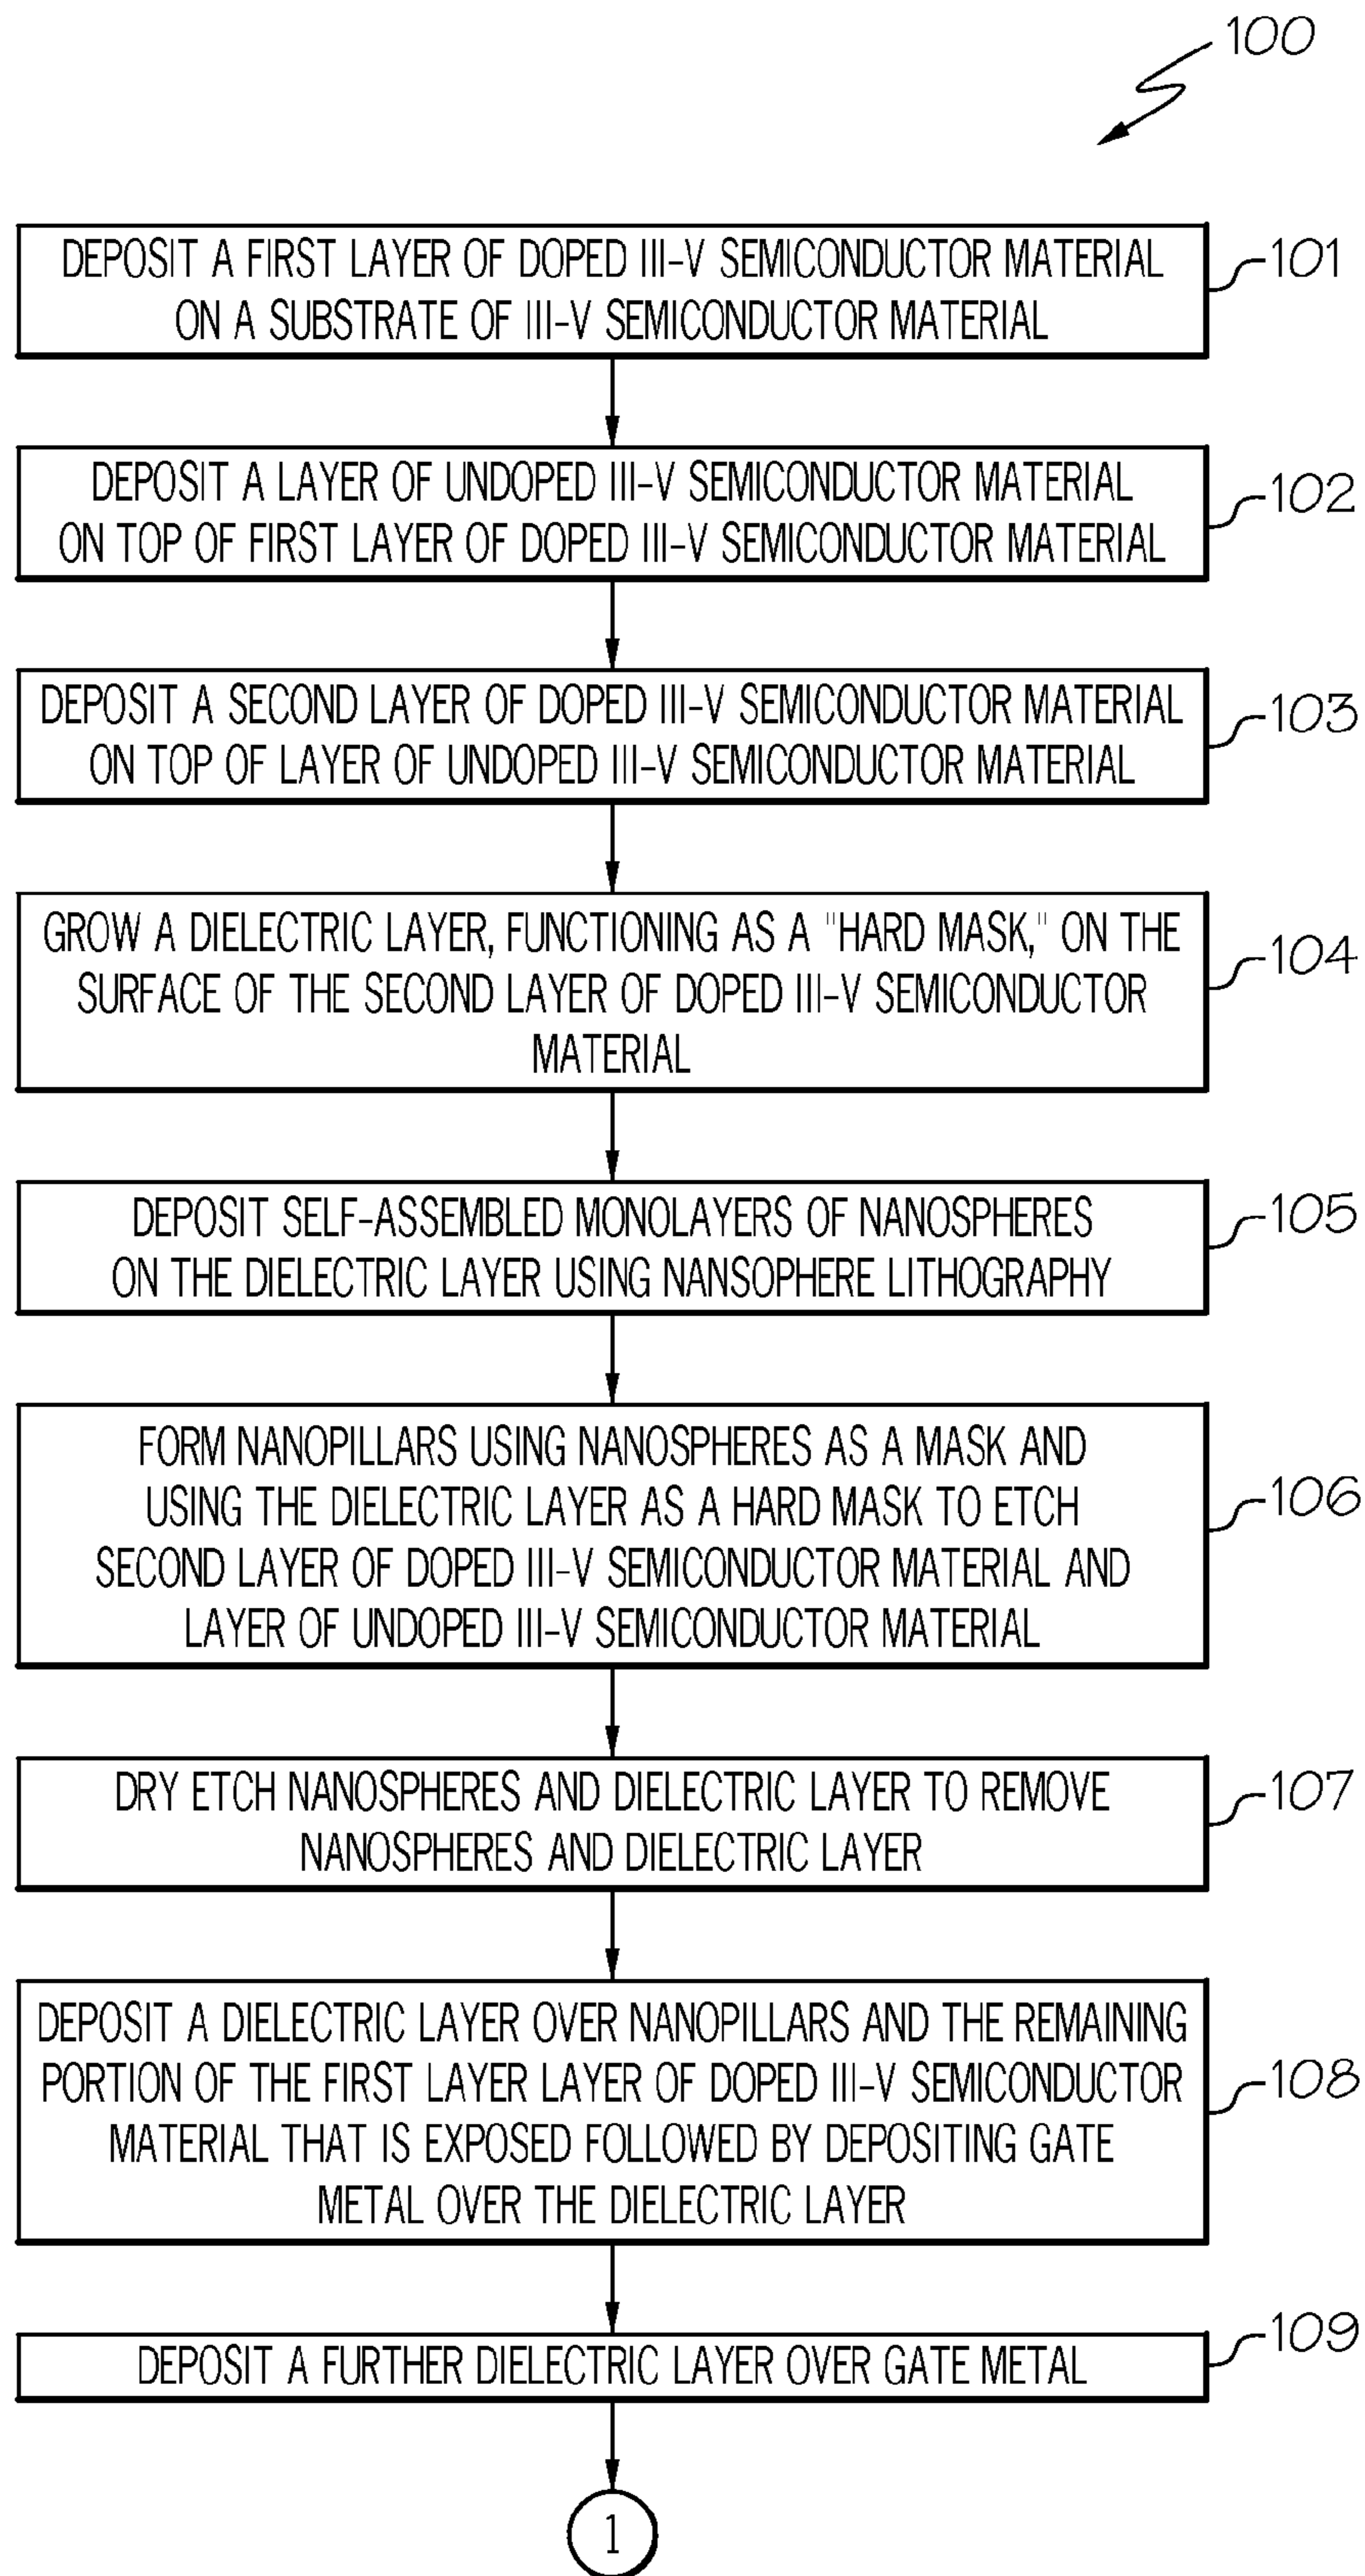 100
DEPOSIT A FIRST LAYER OF DOPED III-V SEMICONDUCTOR MATERIAL
ON A SUBSTRATE OF III-V SEMICONDUCTOR MATERIAL
101
DEPOSIT A LAYER OF UNDOPED III-V SEMICONDUCTOR MATERIAL
ON TOP OF FIRST LAYER OF DOPED III-V SEMICONDUCTOR MATERIAL
102
DEPOSIT A SECOND LAYER OF DOPED III-V SEMICONDUCTOR MATERIAL
ON TOP OF LAYER OF UNDOPED III-V SEMICONDUCTOR MATERIAL
103
GROW A DIELECTRIC LAYER, FUNCTIONING AS A "HARD MASK," ON THE
SURFACE OF THE SECOND LAYER OF DOPED III-V SEMICONDUCTOR
MATERIAL
104
DEPOSIT SELF-ASSEMBLED MONOLAYERS OF NANOSPHERES
ON THE DIELECTRIC LAYER USING NANSOPHERE LITHOGRAPHY
105
FORM NANOPILLARS USING NANOSPHERES AS A MASK AND
USING THE DIELECTRIC LAYER AS A HARD MASK TO ETCH
SECOND LAYER OF DOPED III-V SEMICONDUCTOR MATERIAL AND
LAYER OF UNDOPED III-V SEMICONDUCTOR MATERIAL
106
DRY ETCH NANOSPHERES AND DIELECTRIC LAYER TO REMOVE
NANOSPHERES AND DIELECTRIC LAYER
107
DEPOSIT A DIELECTRIC LAYER OVER NANOPILLARS AND THE REMAINING
PORTION OF THE FIRST LAYER LAYER OF DOPED III-V SEMICONDUCTOR
MATERIAL THAT IS EXPOSED FOLLOWED BY DEPOSITING GATE
METAL OVER THE DIELECTRIC LAYER
108
DEPOSIT A FURTHER DIELECTRIC LAYER OVER GATE METAL
109
1